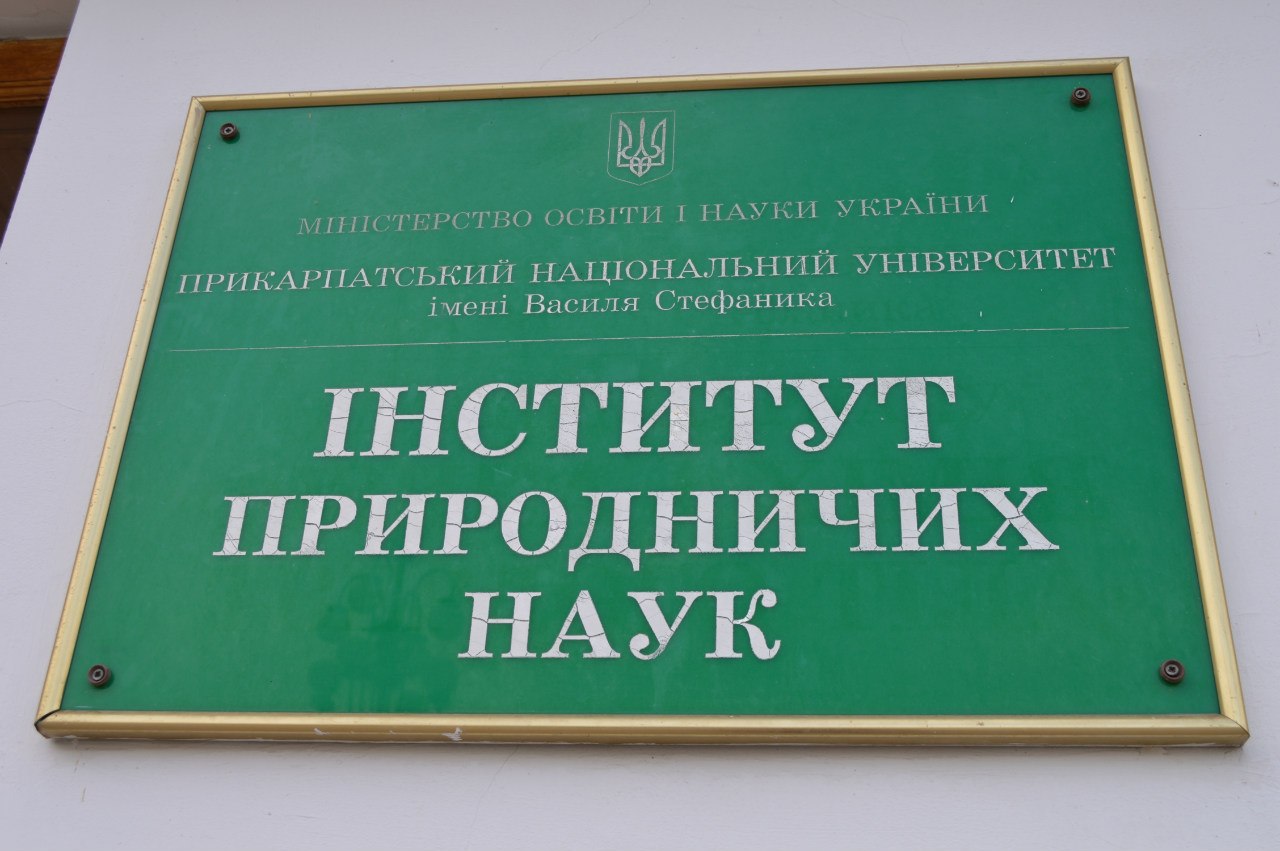 МІНІСТЕРСТВО ОСВІТИ І НАУКИ УКРАЇНИ
ПРИКАРПАТСЬКИЙ НАЦІОНАЛЬНИЙ УНІВЕРСИТЕТ
імені Василя Стефаника
ІНСТИТУТ
ПРИРОДНИЧИХ
НАУК